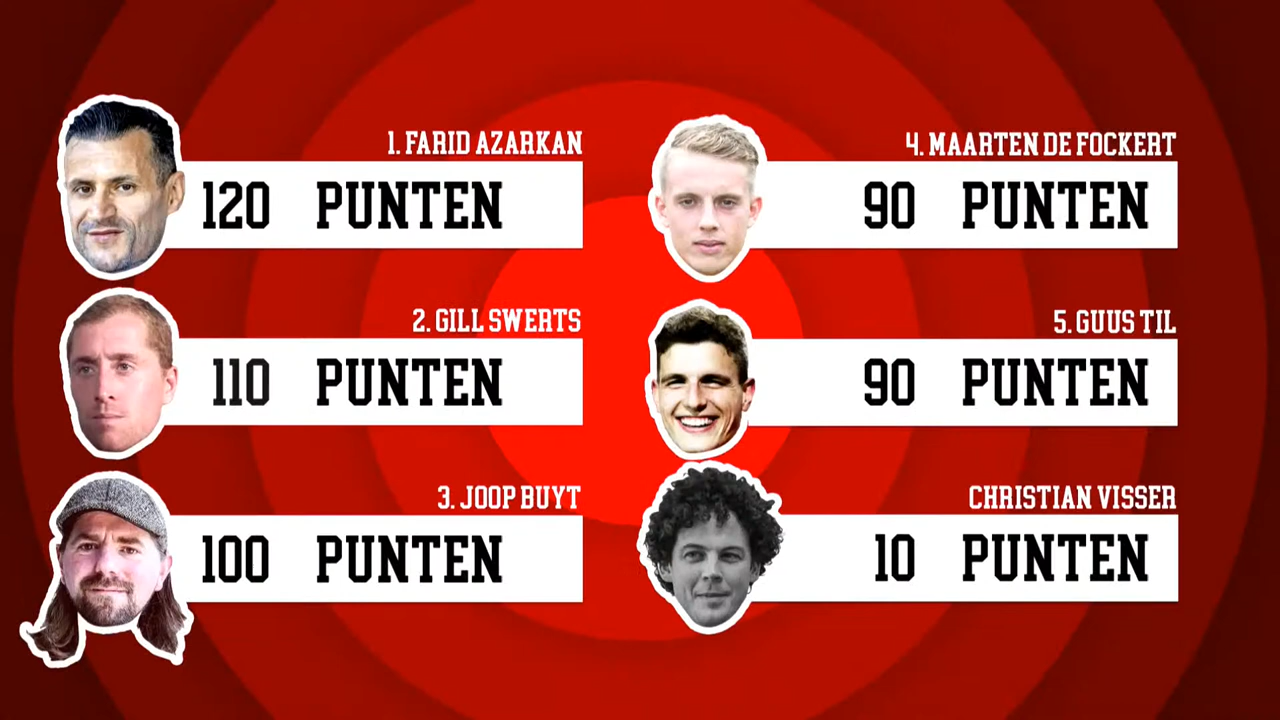 1. FARID AZARKAN
120 PUNTEN
2. GILL SWERTS
110 PUNTEN
3. JOOP BUYT
100 PUNTEN
4. MAARTEN DE FOCKERT
90 PUNTEN
5. GUUS TIL
90 PUNTEN
CHRISTIAN VISSER
10 PUNTEN